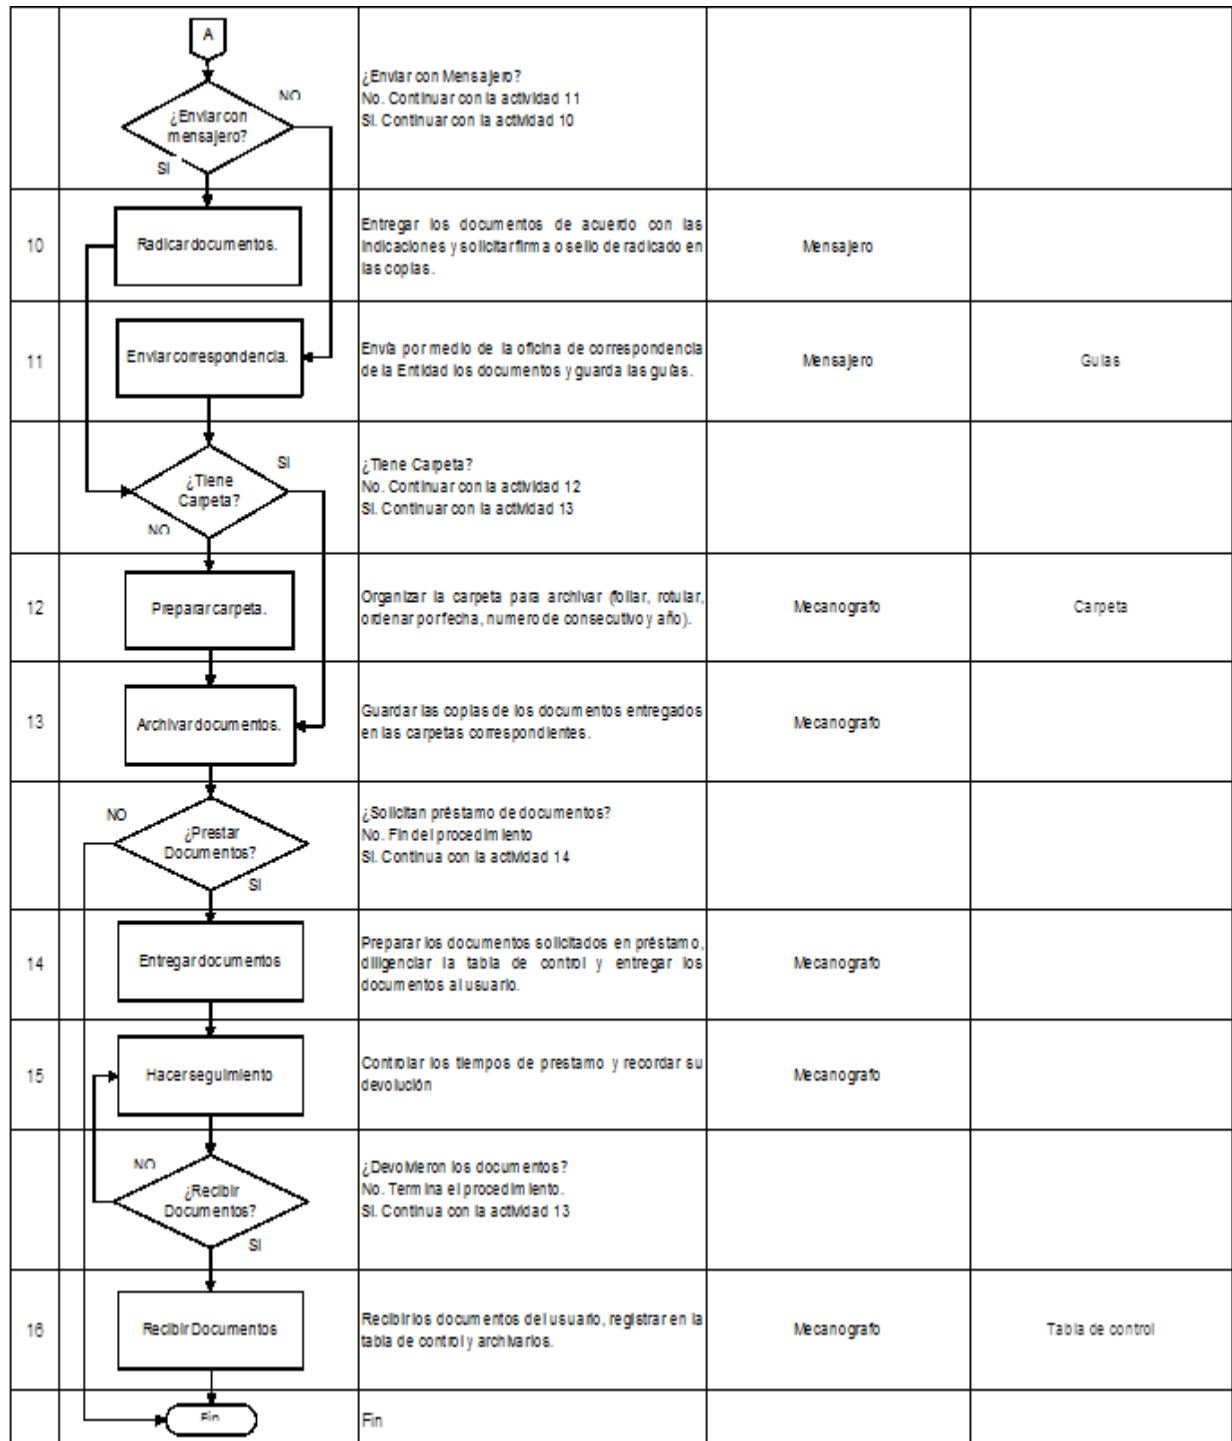 A
¿Enviar con
mensajero?
NO
SI
¿Enviar con Mensajero?
No. Continuar con la actividad 11
SI. Continuar con la actividad 10
10
Radicar documentos.
Entregar los documentos de acuerdo con las
indicaciones y solicitar firma o sello de radicado en
las copias.
Mensajero
11
Enviar correspondencia.
Envía por medio de la oficina de correspondencia
de la Entidad los documentos y guarda las guías.
Mensajero
Guias
¿Tiene
Carpeta?
SI
NO
¿Tiene Carpeta?
No. Continuar con la actividad 12
SI. Continuar con la actividad 13
12
Preparar carpeta.
Organizar la carpeta para archivar (foliar, rotular,
ordenar por fecha, numero de consecutivo y año).
Mecanografo
Carpeta
13
Archivar documentos.
Guardar las copias de los documentos entregados
en las carpetas correspondientes.
Mecanografo
NO
¿Prestar
Documentos?
SI
¿Solicitan préstamo de documentos?
No. Fin del procedimiento
SI. Continua con la actividad 14
14
Entregar documentos
Preparar los documentos solicitados en préstamo,
diligenciar la tabla de control y entregar los
documentos al usuario.
Mecanografo
15
Hacer seguimiento
Controlar los tiempos de prestamo y recordar su
devolución
Mecanografo
NO
¿Recibir
Documentos?
SI
¿Devolvieron los documentos?
No. Termina el procedimiento.
SI. Continua con la actividad 13
16
Recibir Documentos
Recibir los documentos del usuario, registrar en la
tabla de control y archivarlos.
Mecanografo
Tabla de control
Fin
Fin